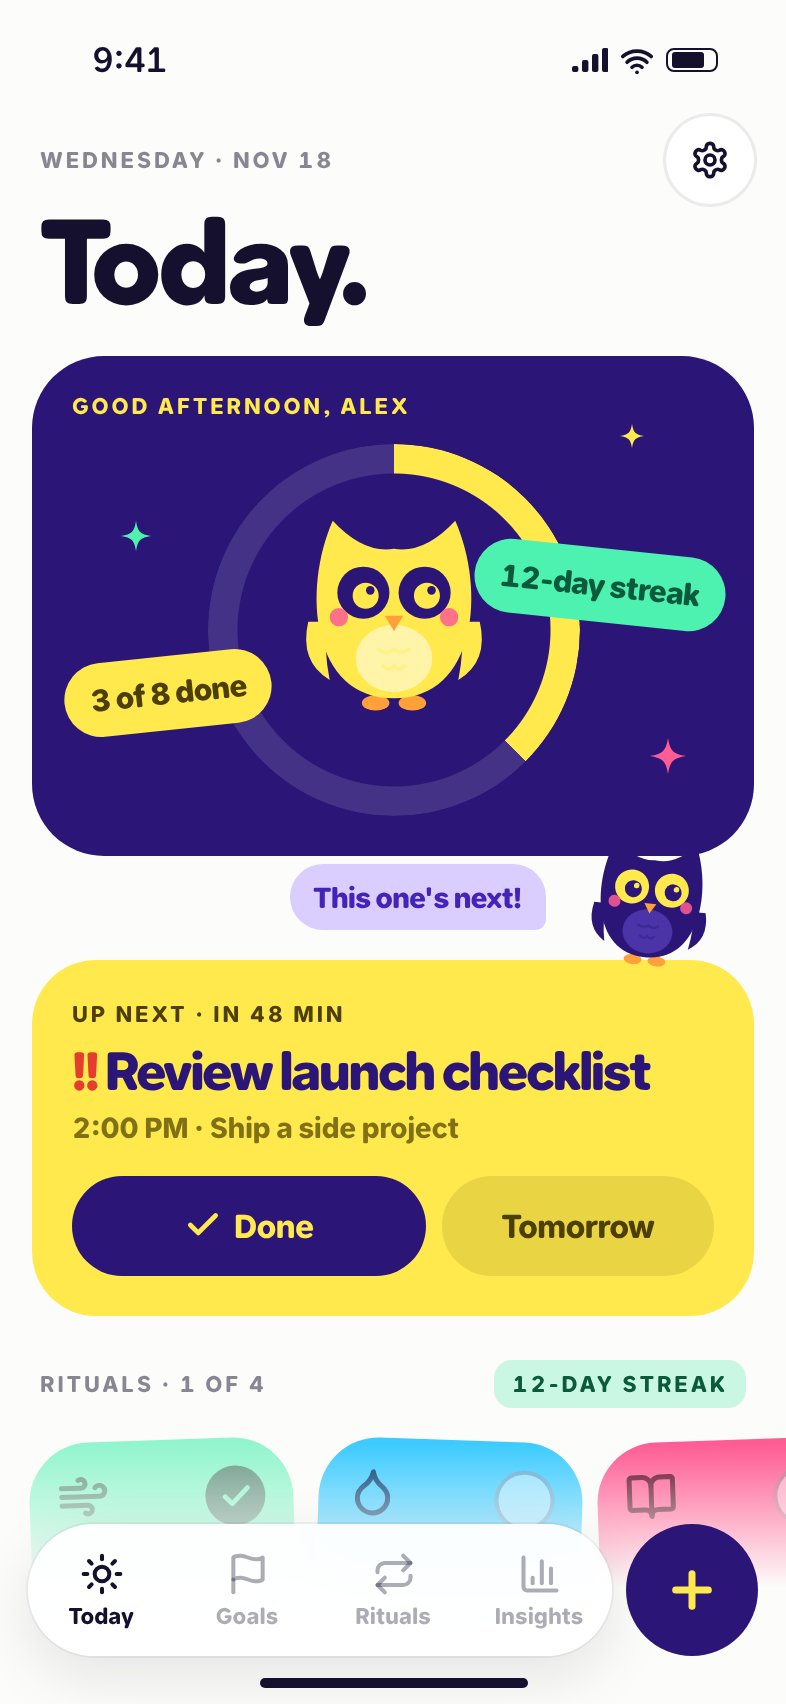 9:41
WEDNESDAY · NOV 18
Today.
GOOD AFTERNOON, ALEX
12-day streak
3 of 8 done
This one's next!
UP NEXT · IN 48 MIN
!! Review launch checklist
2:00 PM · Ship a side project
Done
Tomorrow
RITUALS · 1 OF 4
12-DAY STREAK
Today
Goals
Rituals
Insights